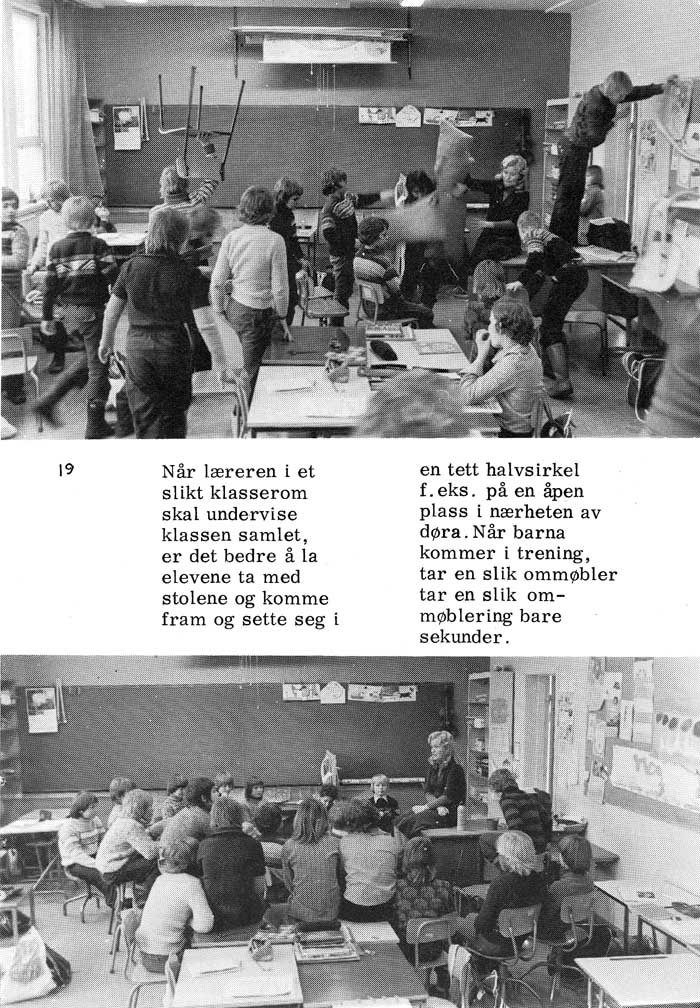 19
Når læreren i et
slikt klasserom
skal undervise
klassen samlet,
er det bedre å la
elevene ta med
stolene og komme
fram og sette seg i
en tett halvsirkel
f.eks. på en åpen
plass i nærheten av
døra. Når barna
kommer i trening,
tar en slik ommøbler
tar en slik om-
møblering bare
sekunder.